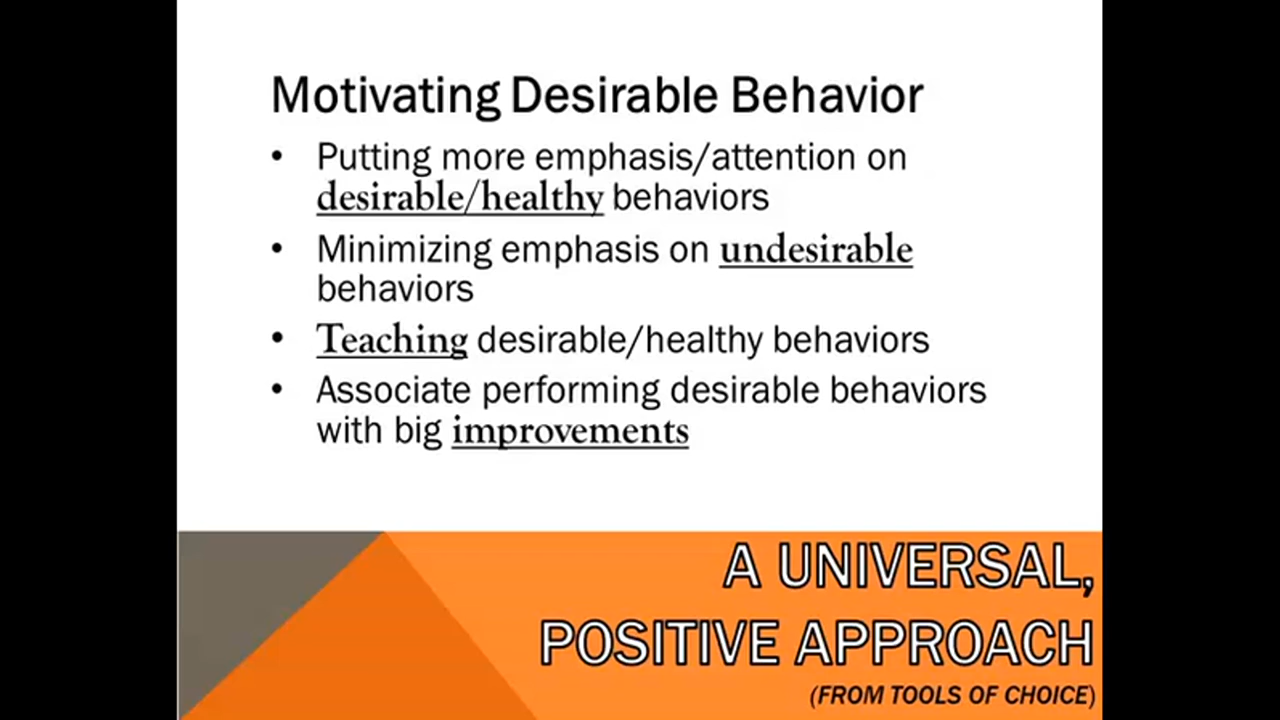 Motivating Desirable Behavior
• Putting more emphasis/attention on
desirable/healthy behaviors
• Minimizing emphasis on undesirable
behaviors
• Teaching desirable/healthy behaviors
• Associate performing desirable behaviors
with big improvements
A UNIVERSAL,
POSITIVE APPROACH
(FROM TOOLS OF CHOICE)